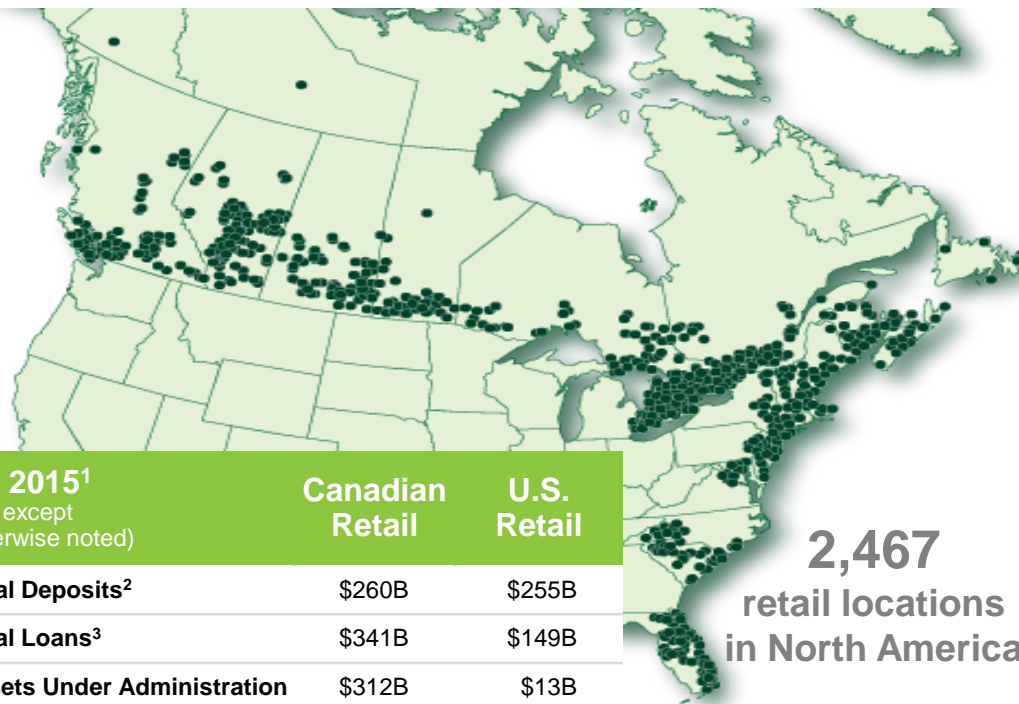 2015¹ Canadian Retail U.S. Retail
except
erwise noted)
al Deposits² $260B $255B
al Loans³ $341B $149B
sets Under Administration $312B $13B
2,467
retail locations
in North America